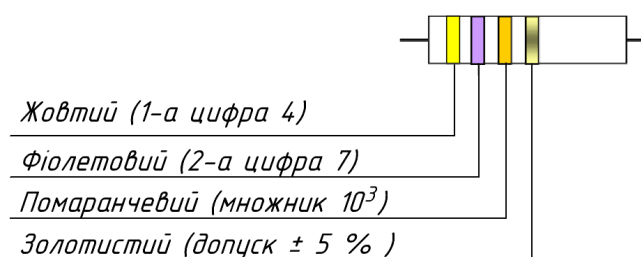 Жовтий (1-а цифра 4)
Фіолетовий (2-а цифра 7)
Помаранчевий (множник 10³)
Золотистий (допуск ± 5 % )